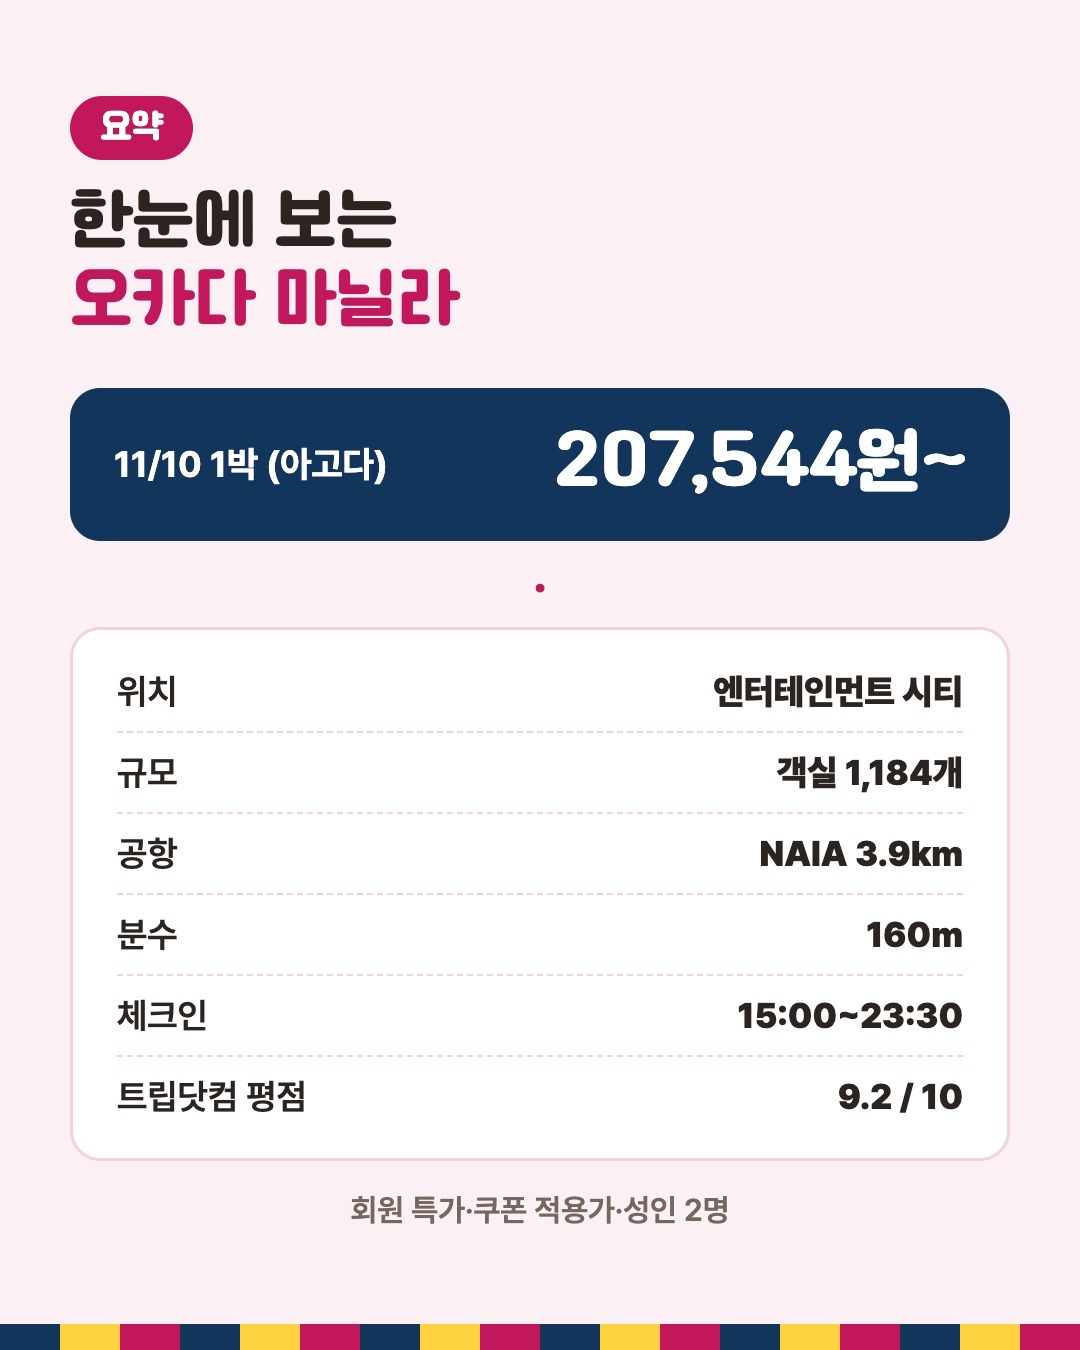 요약
한눈에 보는
오카다 마닐라
11/10 1박 (아고다) 207,544원~
위치 엔터테인먼트 시티
규모 객실 1,184개
공항 NAIA 3.9km
분수 160m
체크인 15:00~23:30
트립닷컴 평점 9.2 / 10
회원 특가·쿠폰 적용가·성인 2명